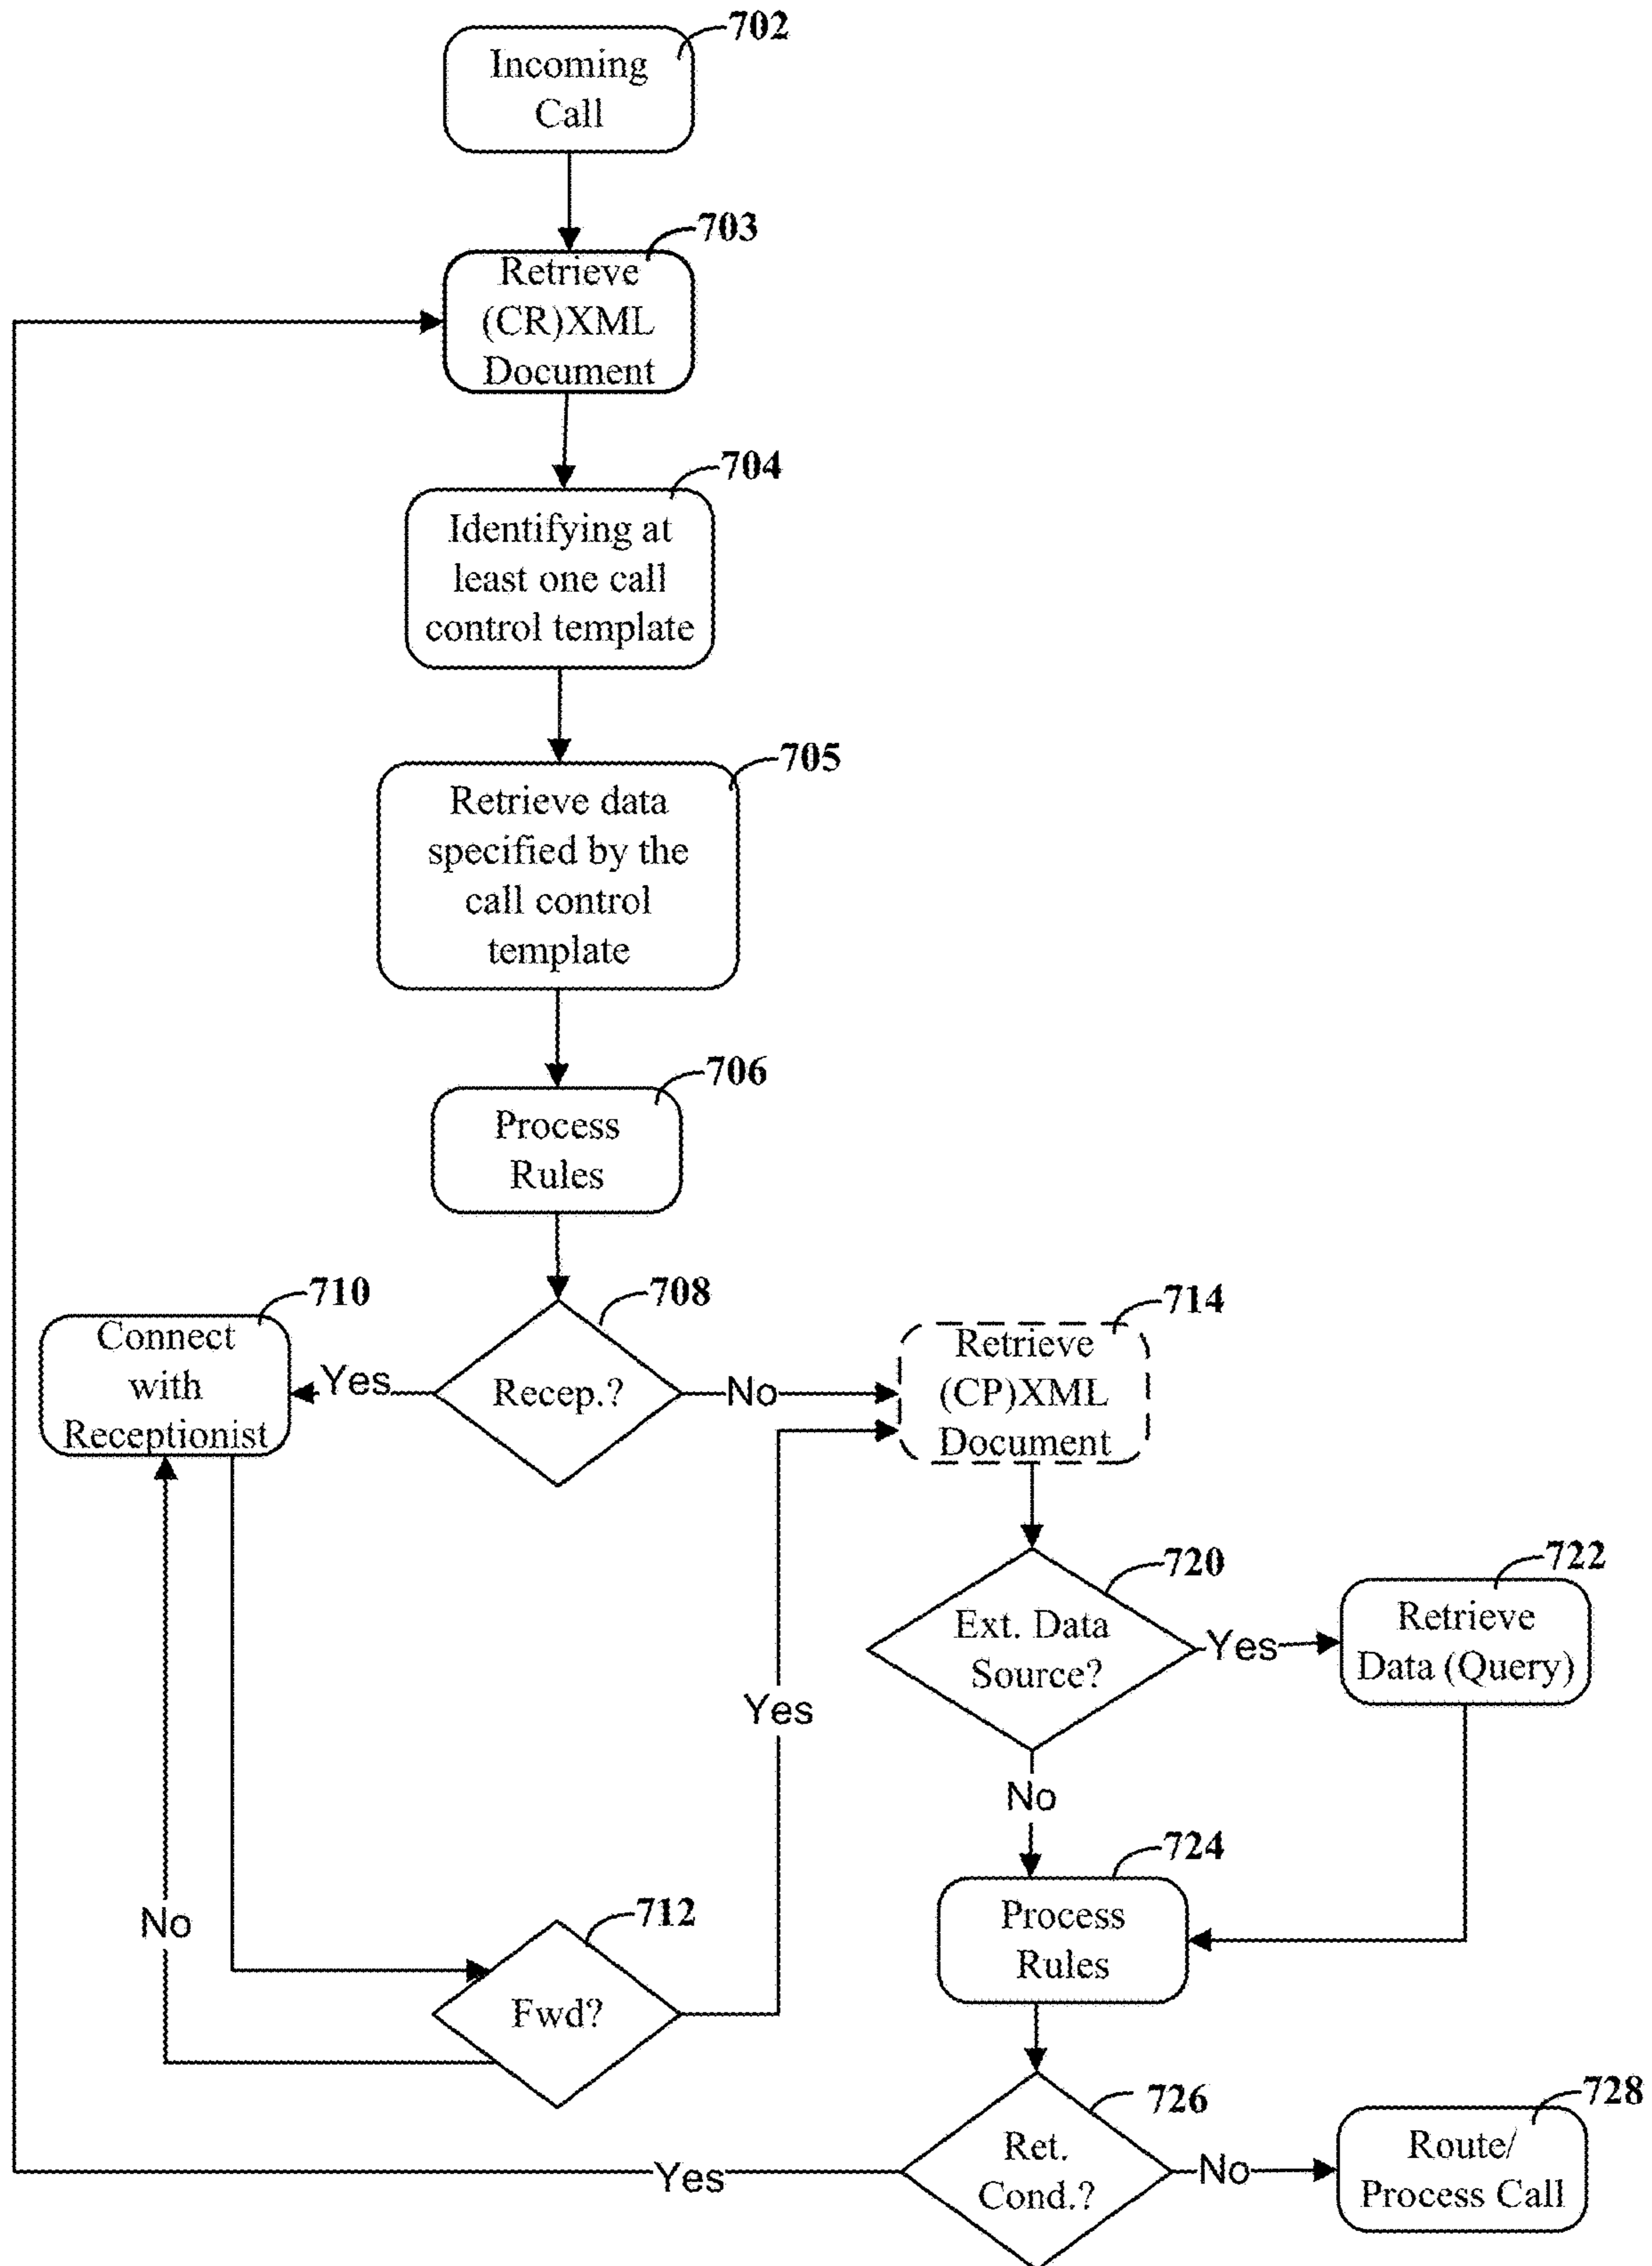 702
Incoming
Call
703
Retrieve
(CR)XML
Document
704
Identifying at
least one call
control template
705
Retrieve data
specified by the
call control
template
706
Process
Rules
708
Recep.?
Yes
No
710
Connect
with
Receptionist
714
Retrieve
(CP)XML
Document
720
Ext. Data
Source?
Yes
No
722
Retrieve
Data (Query)
Yes
No
712
Fwd?
724
Process
Rules
726
Ret.
Cond.?
Yes
No
728
Route/
Process Call